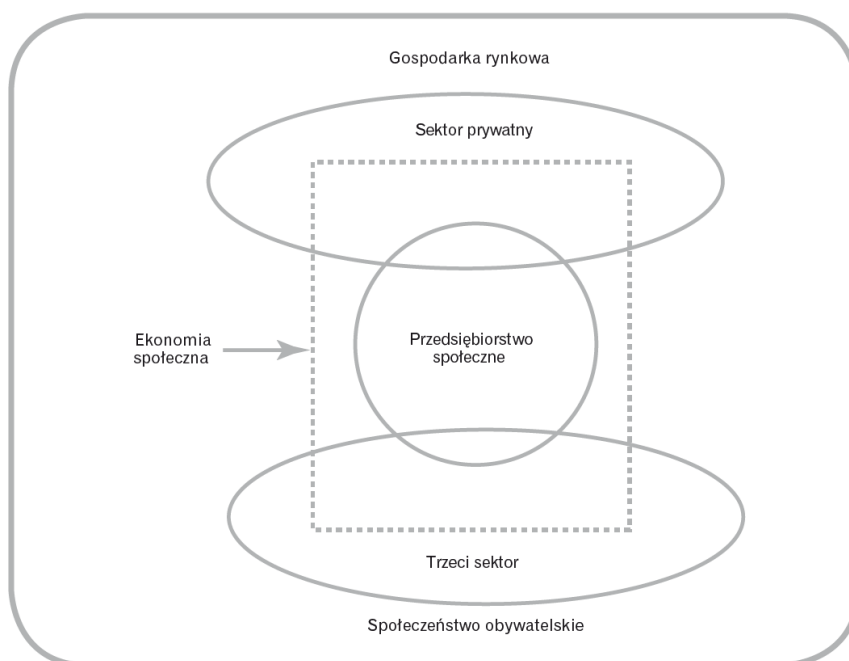 Gospodarka rynkowa
Sektor prywatny
Ekonomia
społeczna
Przedsiębiorstwo
społeczne
Trzeci sektor
Społeczeństwo obywatelskie